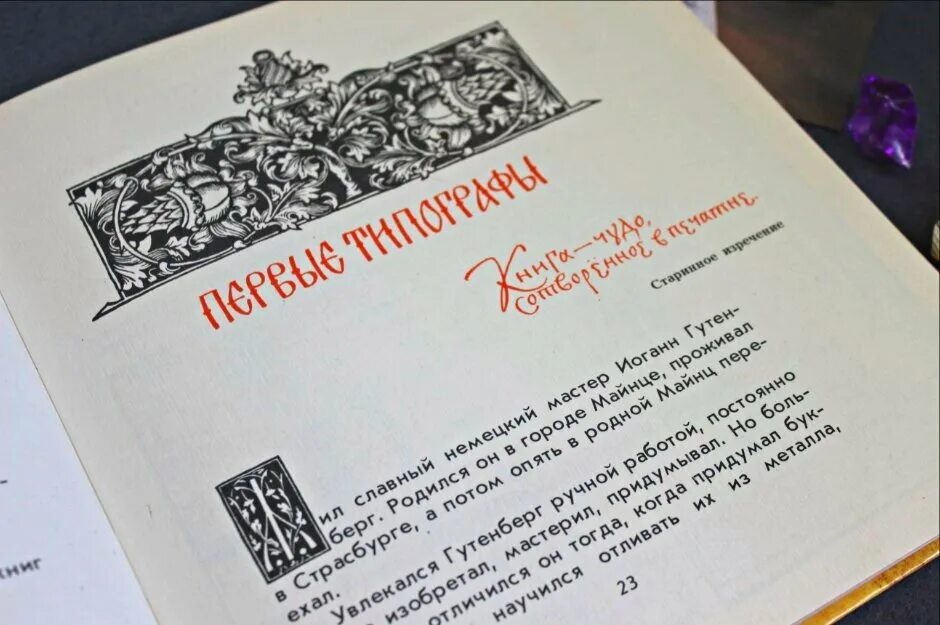 ПЕРВЫЕ ТИПОГРАФЫ
Книга—чудо,
сотворённое в печатне.
Старинное изречение
Жил славный немецкий мастер Иоганн Гутен-
берг. Родился он в городе Майнце, проживал
в Страсбурге, а потом опять в родной Майнц пере-
ехал.
Увлекался Гутенберг ручной работой, постоянно
изобретал, мастерил, придумывал. Но боль-
отличился он тогда, когда придумал бук-
научился отливать их из металла,
23
книг